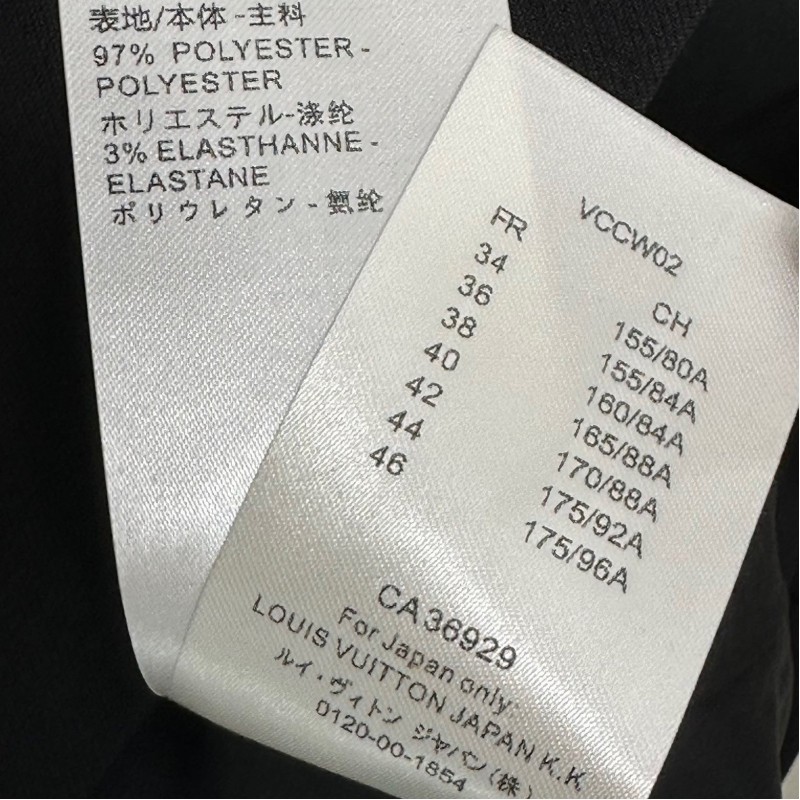 表地/本体-主料
97% POLYESTER-
POLYESTER
ホリエステル-涤纶
3% ELASTHANNE-
ELASTANE
ポリウレタン-氨纶
VCCW02
FR CH
34 155/80A
36 155/84A
38 160/84A
40 165/88A
42 170/88A
44 175/92A
46 175/96A
CA36929
For Japan only:
LOUIS VUITTON JAPAN K.K
ルイ・ヴィトン ジャパン(株)
0120-00-1854